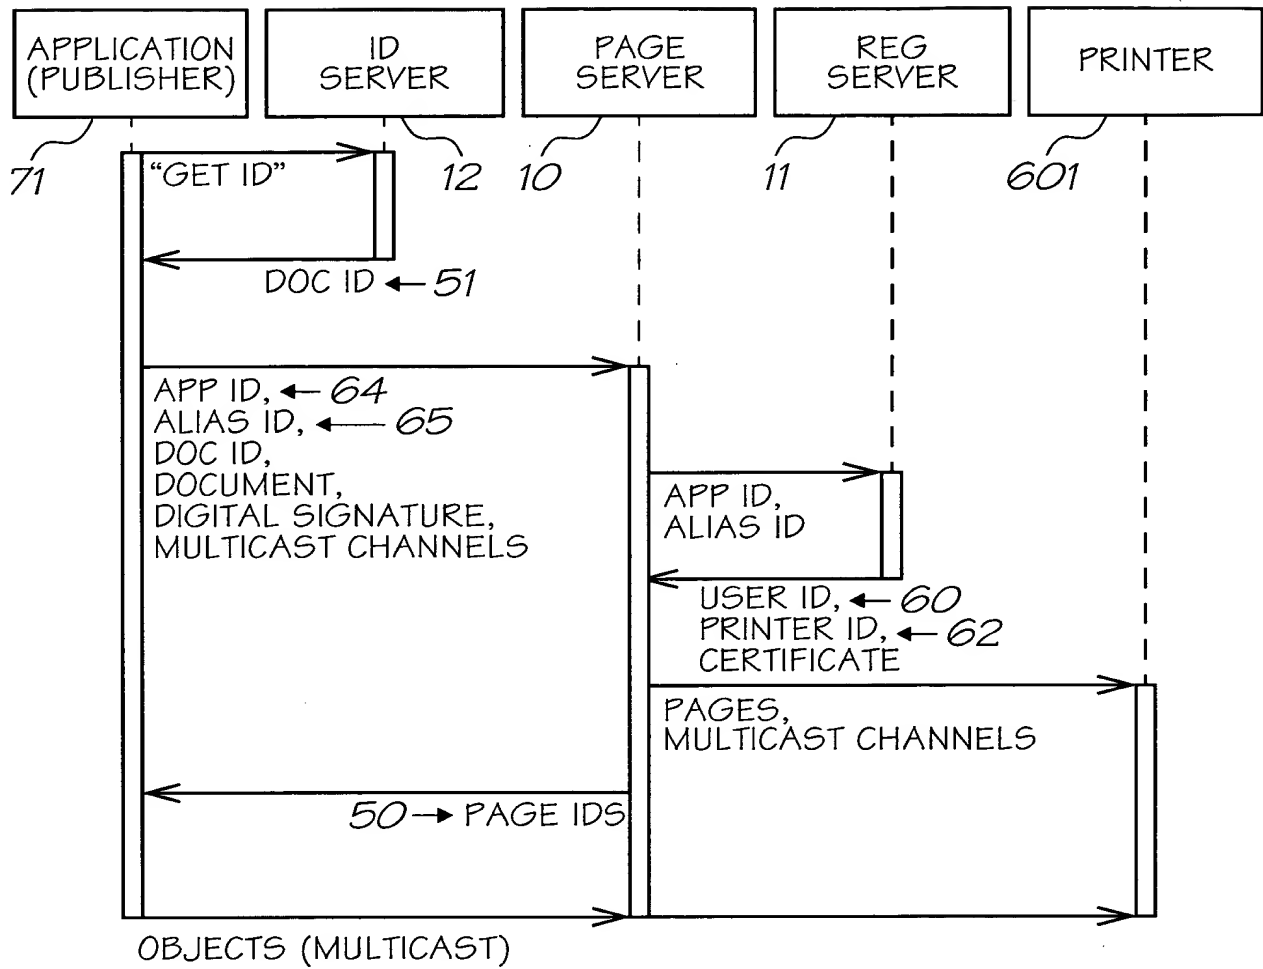 APPLICATION
(PUBLISHER)
ID
SERVER
PAGE
SERVER
REG
SERVER
PRINTER
71
12
10
11
601
"GET ID"
DOC ID 51
APP ID, 64
ALIAS ID, 65
DOC ID,
DOCUMENT,
DIGITAL SIGNATURE,
MULTICAST CHANNELS
APP ID,
ALIAS ID
USER ID, 60
PRINTER ID, 62
CERTIFICATE
PAGES,
MULTICAST CHANNELS
50 PAGE IDS
OBJECTS (MULTICAST)